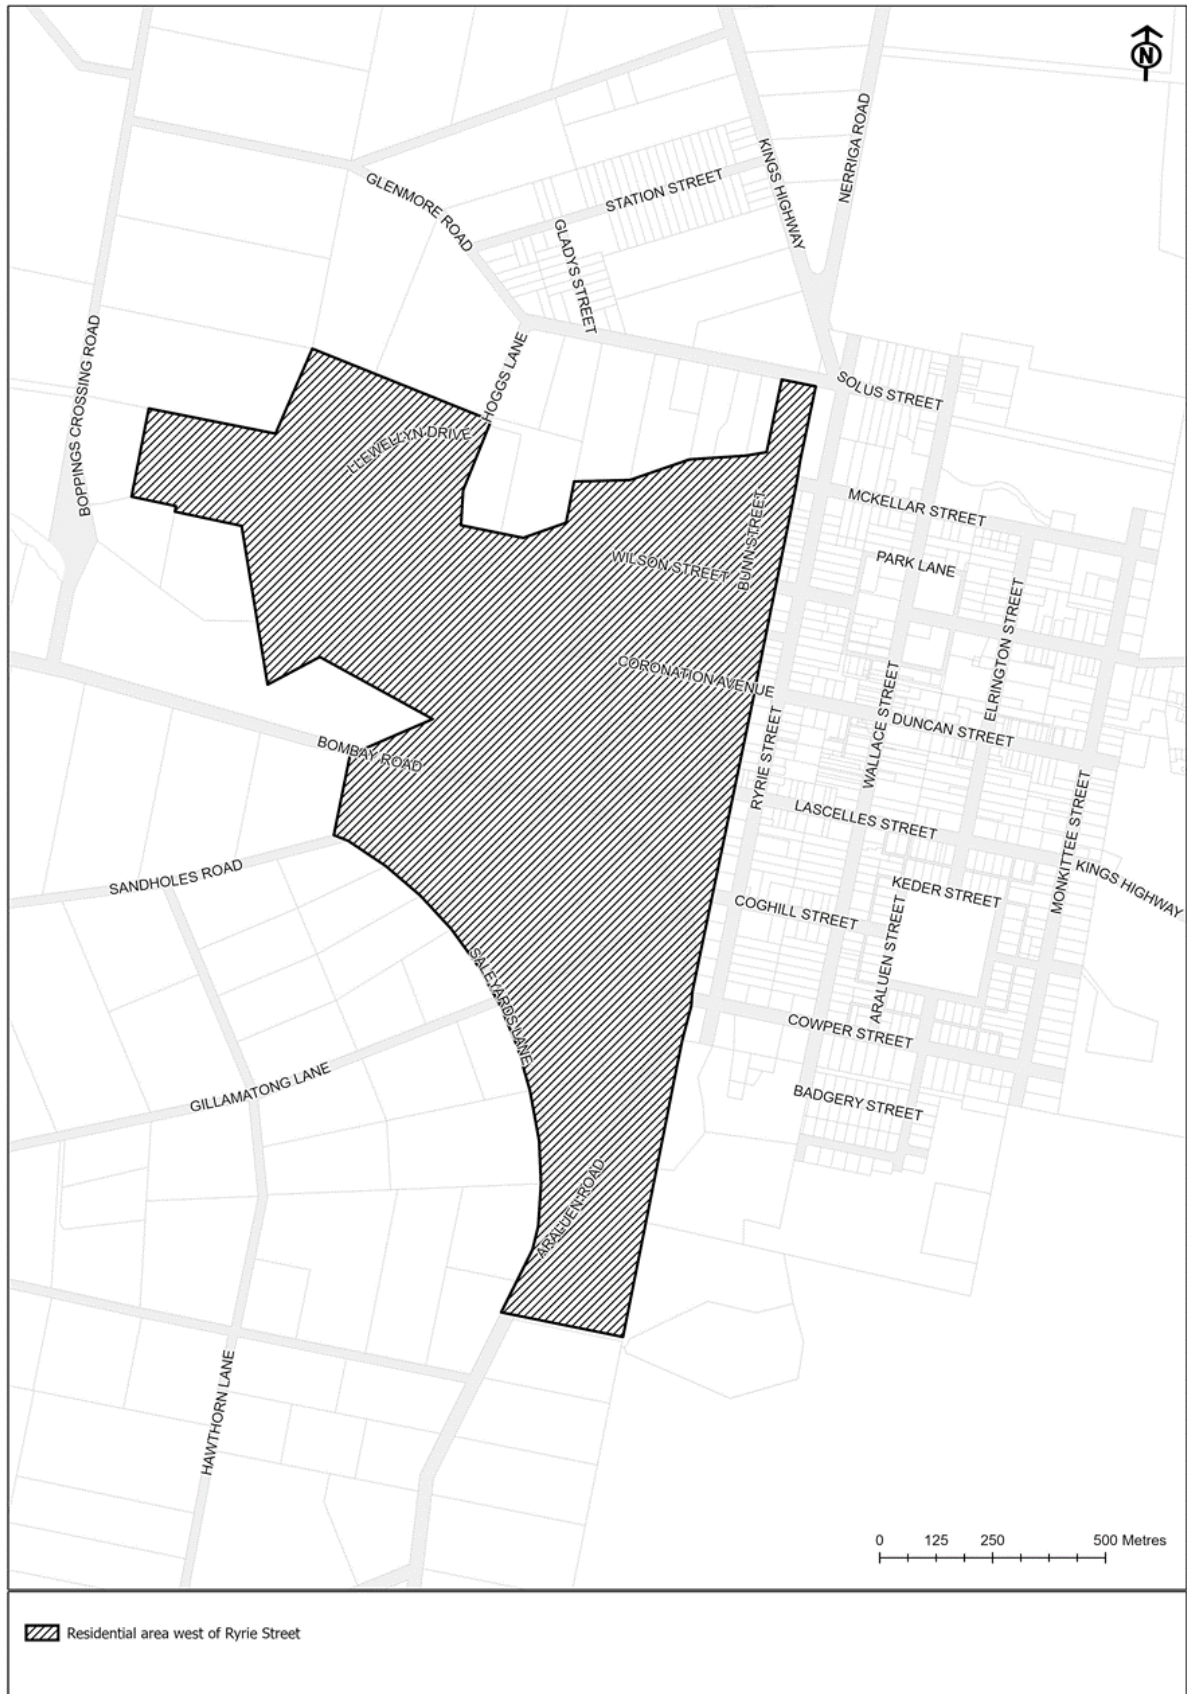 N
NERRIGA ROAD
KINGS HIGHWAY
STATION STREET
GLENMORE ROAD
GLADYS STREET
BOPPINGS CROSSING ROAD
HOGGS LANE
SOLUS STREET
LLEWELLYN DRIVE
MCKELLAR STREET
BUNN STREET
WILSON STREET
PARK LANE
ELRINGTON STREET
CORONATION AVENUE
WALLACE STREET
DUNCAN STREET
BOMBAY ROAD
RYRIE STREET
LASCELLES STREET
MONKITTEE STREET
KINGS HIGHWAY
SANDHOLES ROAD
KEDER STREET
COGHILL STREET
ARALUEN STREET
SALEYARDS LANE
COWPER STREET
GILLAMATONG LANE
BADGERY STREET
ARALUEN ROAD
HAWTHORN LANE
0 125 250 500 Metres
Residential area west of Ryrie Street